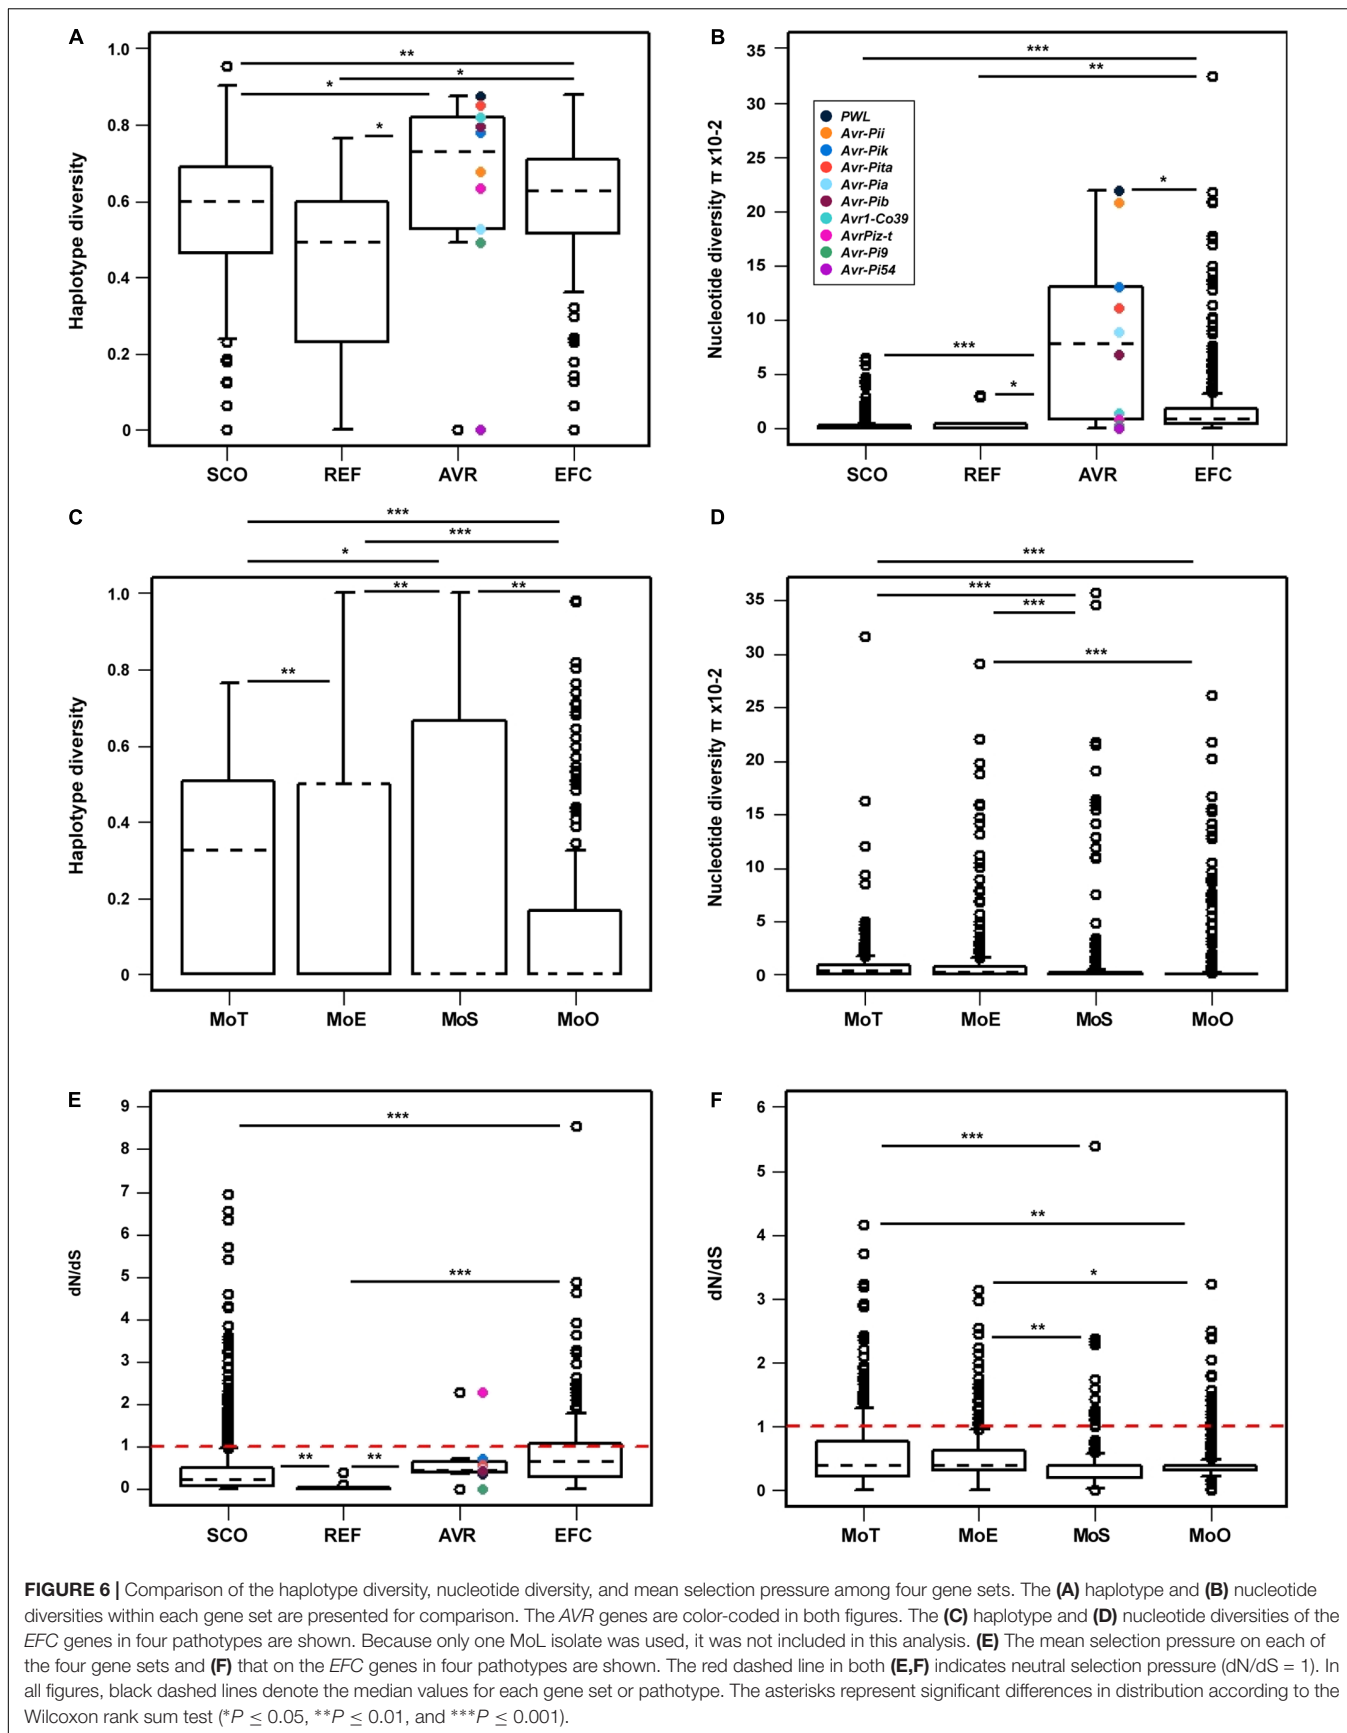 A
Haplotype diversity
1.0
0.8
0.6
0.4
0.2
0
**
*
*
*
SCO REF AVR EFC
B
Nucleotide diversity π x10-2
35
30
25
20
15
10
5
0
***
**
*
***
*
PWL
Avr-Pii
Avr-Pik
Avr-Pita
Avr-Pia
Avr-Pib
Avr1-Co39
AvrPiz-t
Avr-Pi9
Avr-Pi54
SCO REF AVR EFC
C
Haplotype diversity
***
***
*
** **
**
1.0
0.8
0.6
0.4
0.2
0
MoT MoE MoS MoO
D
Nucleotide diversity π x10-2
***
***
***
***
35
30
25
20
15
10
5
0
MoT MoE MoS MoO
E
dN/dS
9
8
7
6
5
4
3
2
1
0
***
***
** **
SCO REF AVR EFC
F
dN/dS
6
5
4
3
2
1
0
***
**
*
**
MoT MoE MoS MoO
FIGURE 6 | Comparison of the haplotype diversity, nucleotide diversity, and mean selection pressure among four gene sets. The (A) haplotype and (B) nucleotide
diversities within each gene set are presented for comparison. The AVR genes are color-coded in both figures. The (C) haplotype and (D) nucleotide diversities of the
EFC genes in four pathotypes are shown. Because only one MoL isolate was used, it was not included in this analysis. (E) The mean selection pressure on each of
the four gene sets and (F) that on the EFC genes in four pathotypes are shown. The red dashed line in both (E,F) indicates neutral selection pressure (dN/dS = 1). In
all figures, black dashed lines denote the median values for each gene set or pathotype. The asterisks represent significant differences in distribution according to the
Wilcoxon rank sum test (*P ≤ 0.05, **P ≤ 0.01, and ***P ≤ 0.001).